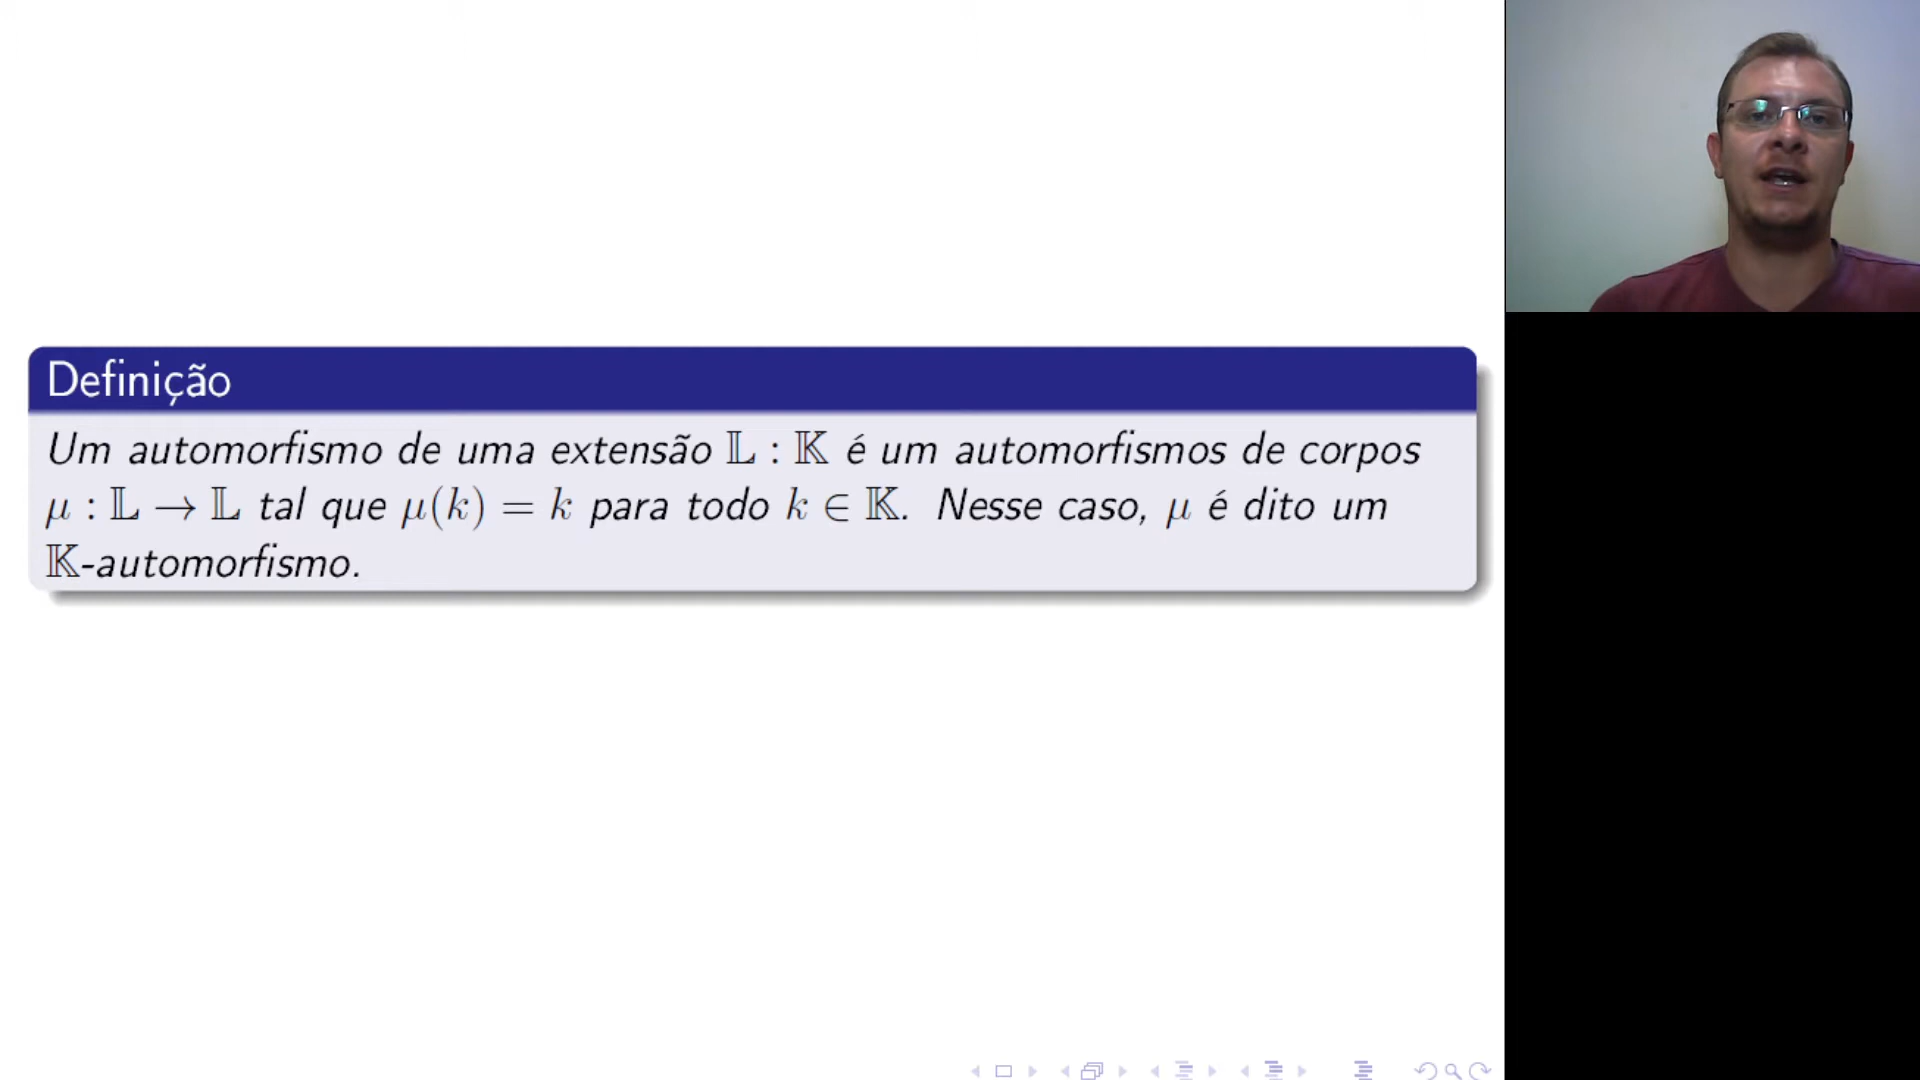 Definição
Um automorfismo de uma extensão 𝕃 : 𝕂 é um automorfismos de corpos
μ : 𝕃 → 𝕃 tal que μ(k) = k para todo k ∈ 𝕂. Nesse caso, μ é dito um
𝕂-automorfismo.